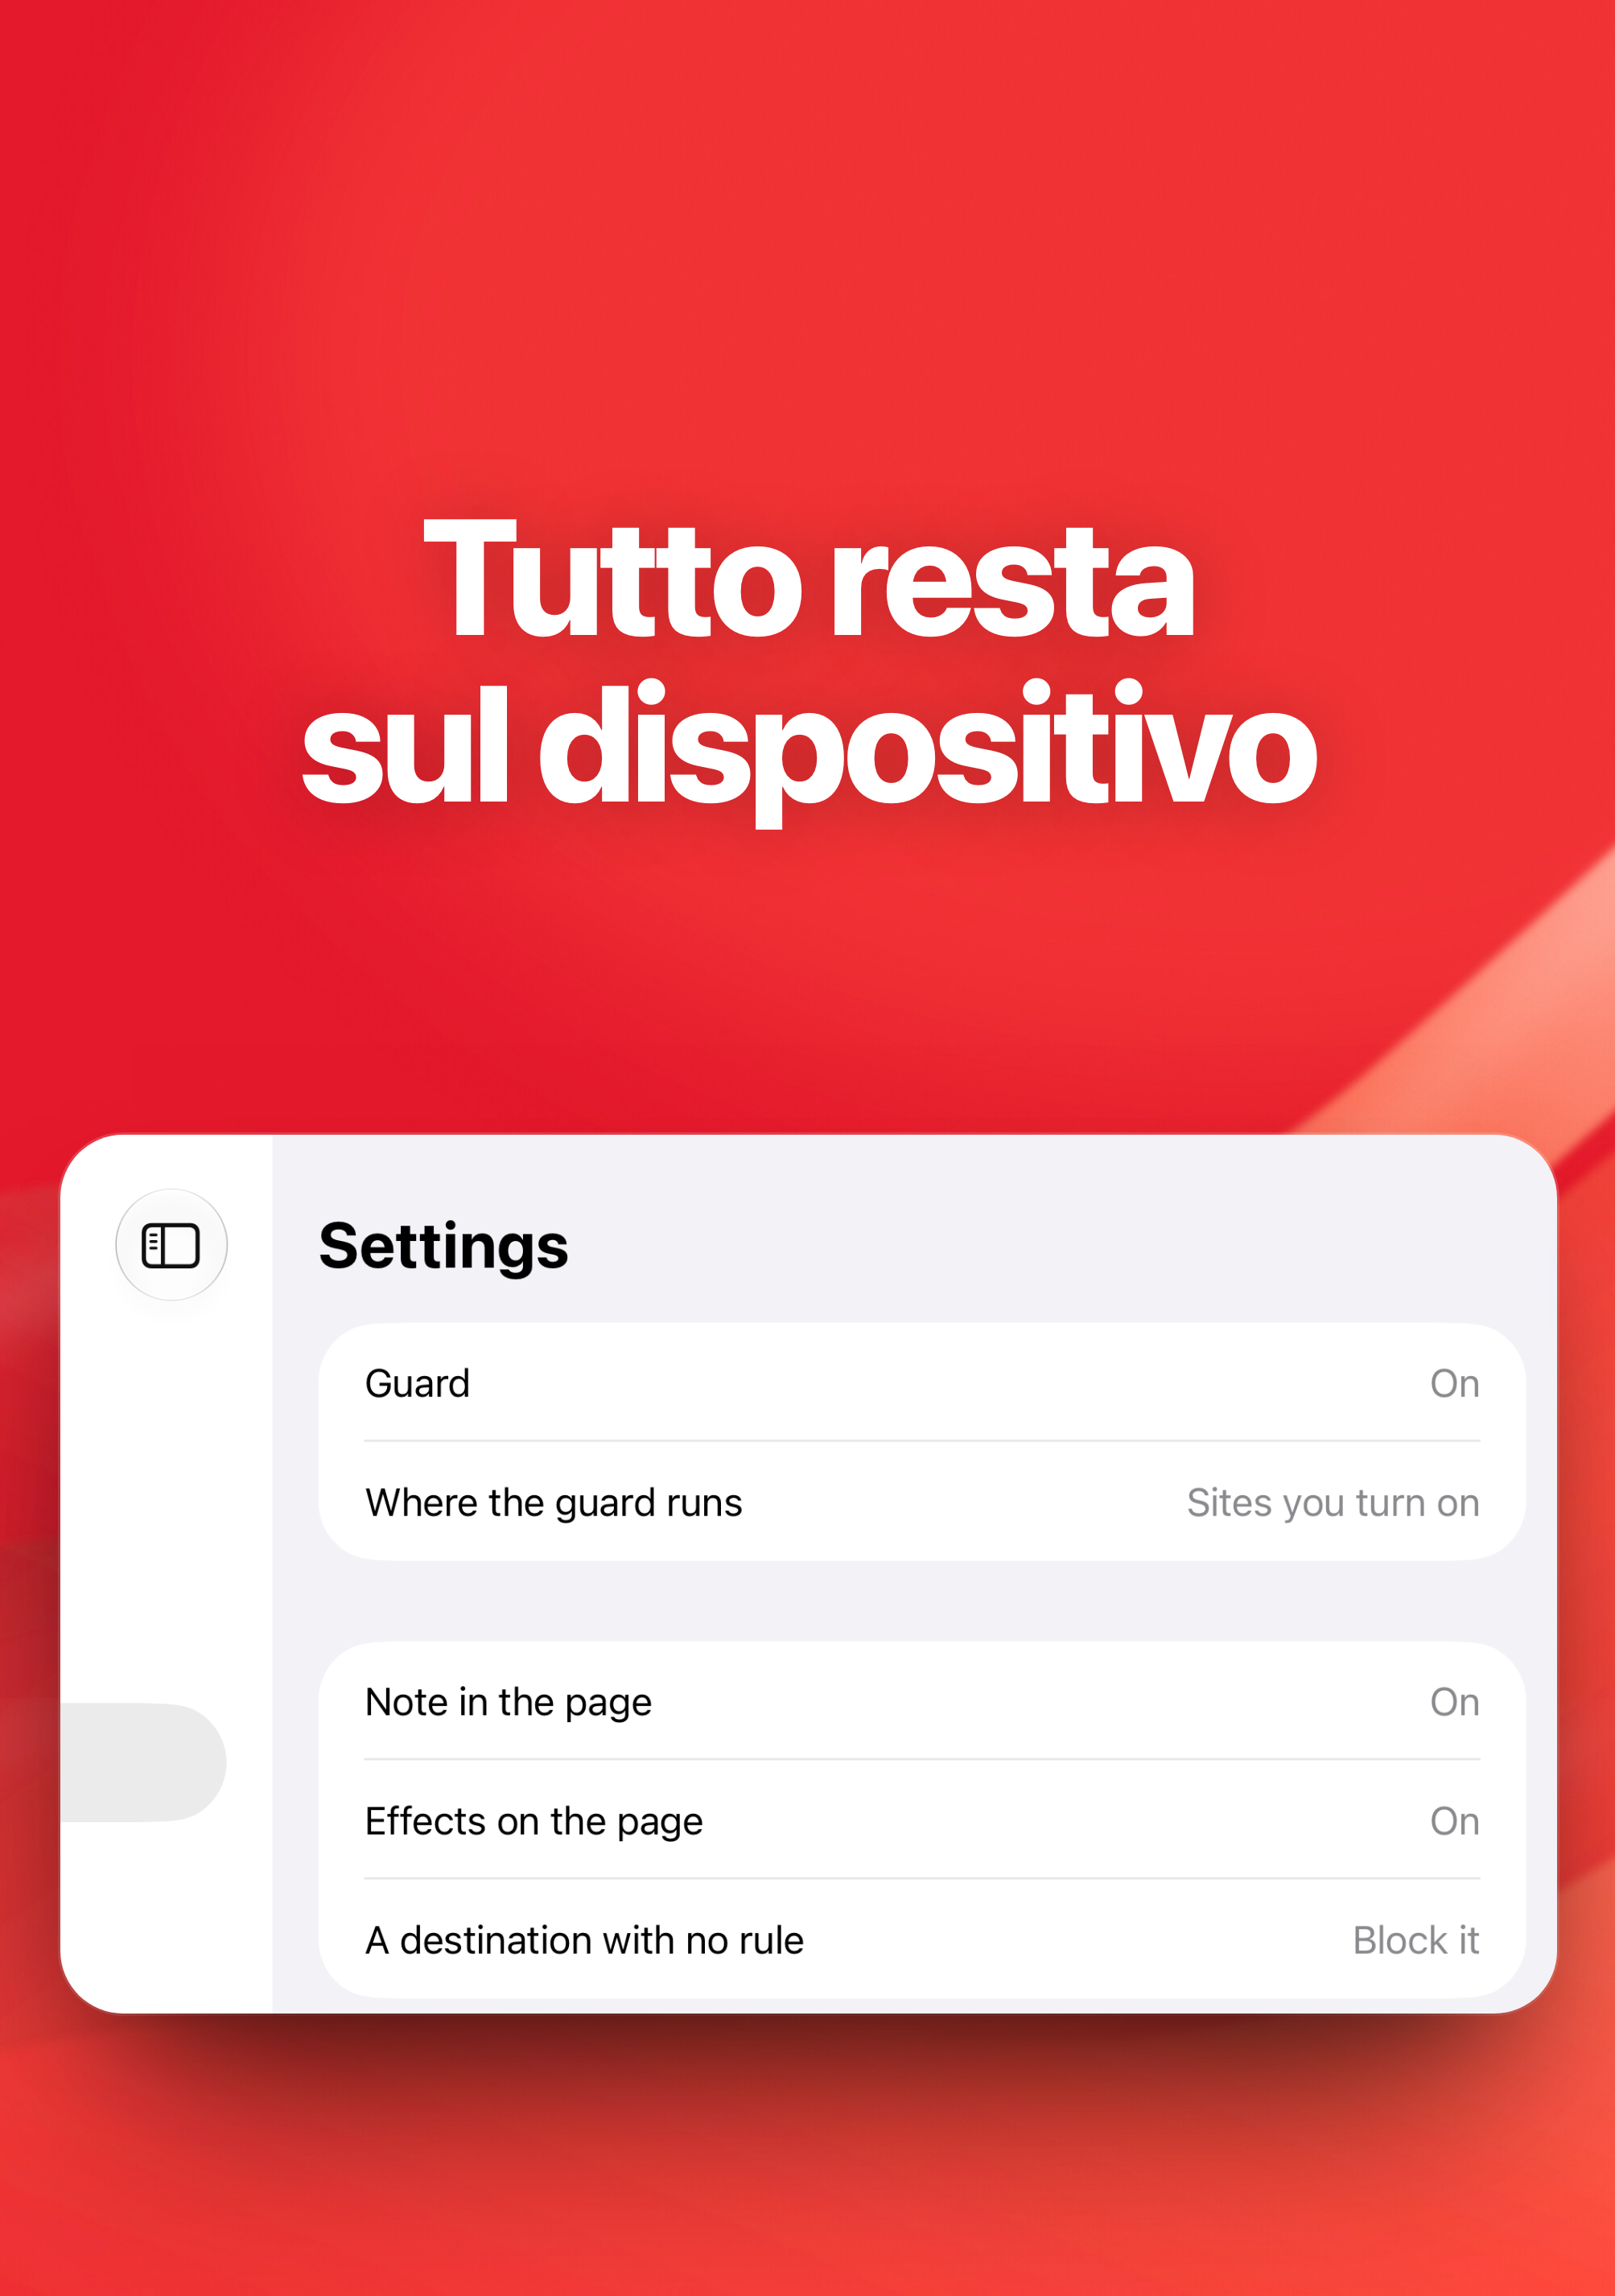 Tutto resta
sul dispositivo
Settings
Guard On
Where the guard runs Sites you turn on
Note in the page On
Effects on the page On
A destination with no rule Block it